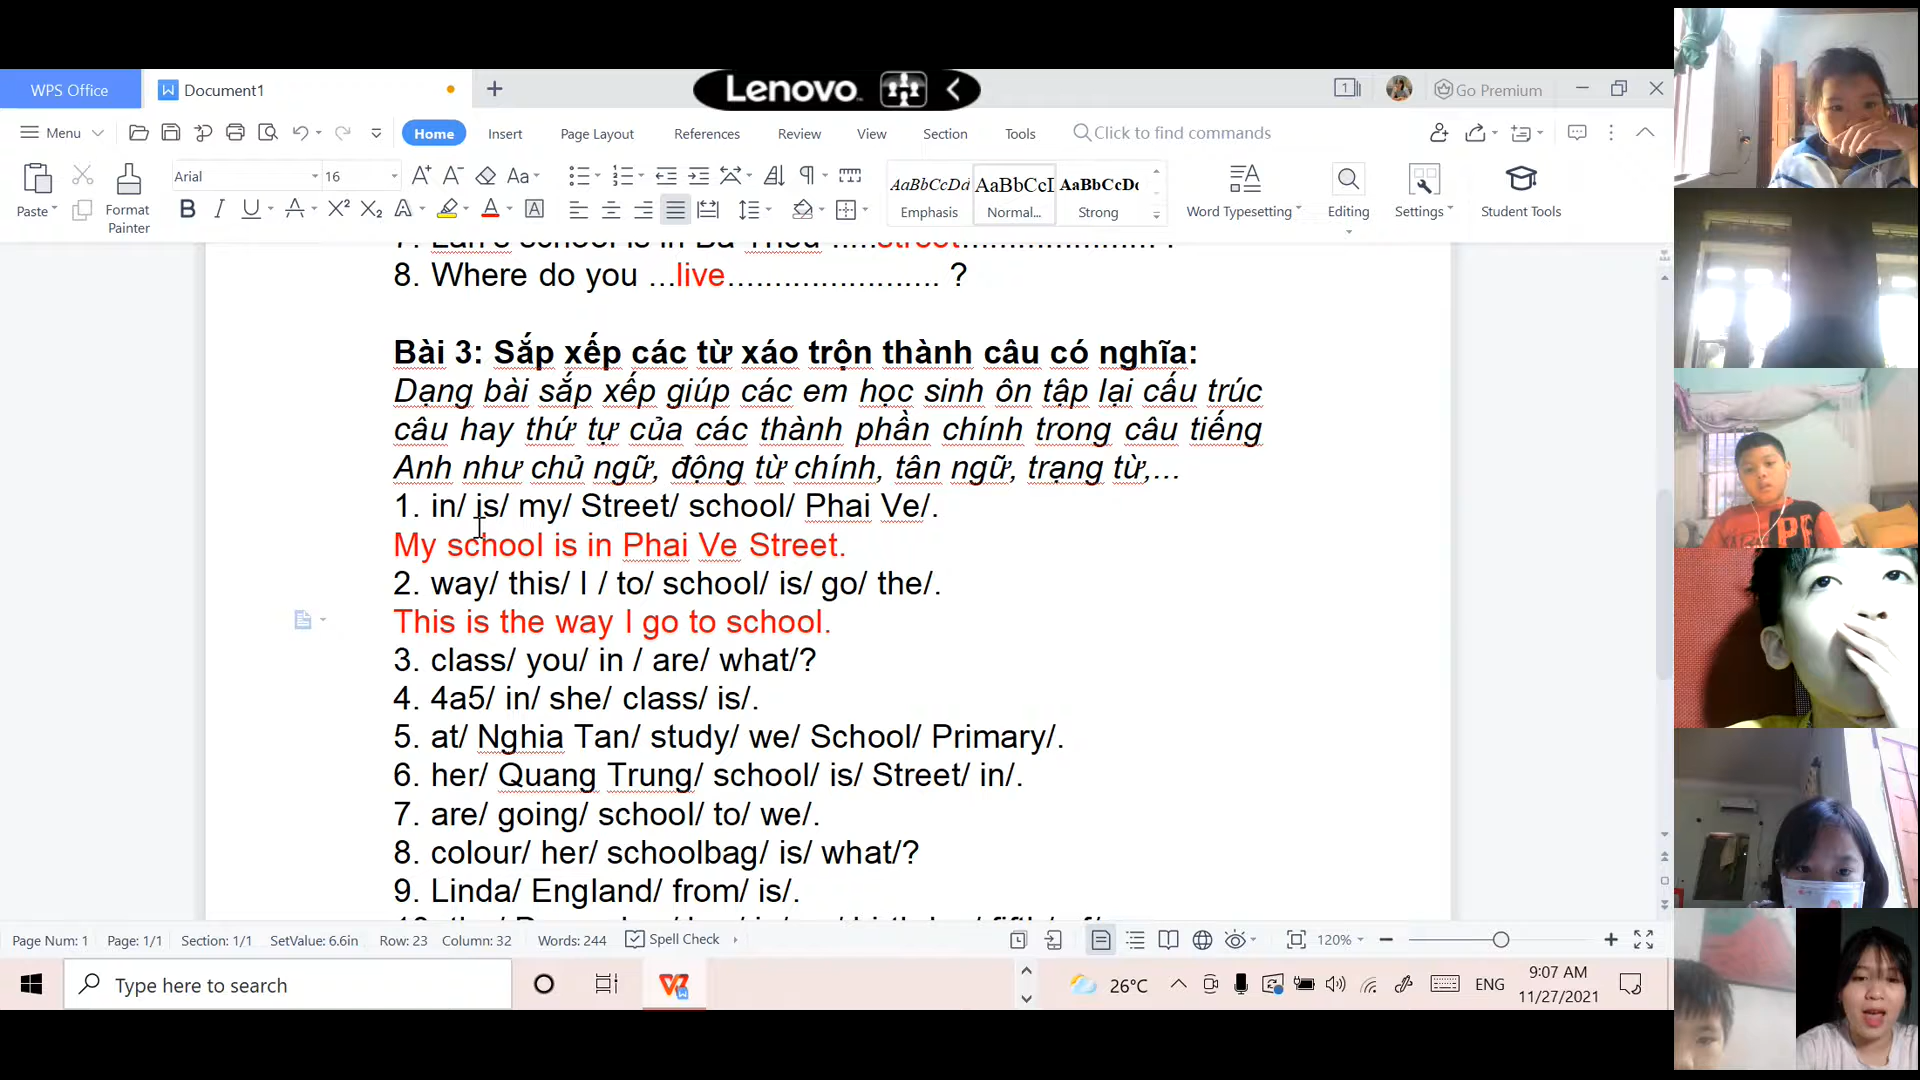 WPS Office
Document1
Lenovo
1
Go Premium
Menu
Home
Insert
Page Layout
References
Review
View
Section
Tools
Click to find commands
Paste
Format
Painter
Arial
16
AaBbCcDd
Emphasis
AaBbCcD
Normal...
AaBbCcDd
Strong
Word Typesetting
Editing
Settings
Student Tools
8. Where do you ...live....................... ?
Bài 3: Sắp xếp các từ xáo trộn thành câu có nghĩa:
Dạng bài sắp xếp giúp các em học sinh ôn tập lại cấu trúc
câu hay thứ tự của các thành phần chính trong câu tiếng
Anh như chủ ngữ, động từ chính, tân ngữ, trạng từ,...
1. in/ is/ my/ Street/ school/ Phai Ve/.
My school is in Phai Ve Street.
2. way/ this/ I / to/ school/ is/ go/ the/.
This is the way I go to school.
3. class/ you/ in / are/ what/?
4. 4a5/ in/ she/ class/ is/.
5. at/ Nghia Tan/ study/ we/ School/ Primary/.
6. her/ Quang Trung/ school/ is/ Street/ in/.
7. are/ going/ school/ to/ we/.
8. colour/ her/ schoolbag/ is/ what/?
9. Linda/ England/ from/ is/.
Page Num: 1
Page: 1/1
Section: 1/1
SetValue: 6.6in
Row: 23
Column: 32
Words: 244
Spell Check
120%
Type here to search
26°C
ENG
9:07 AM
11/27/2021